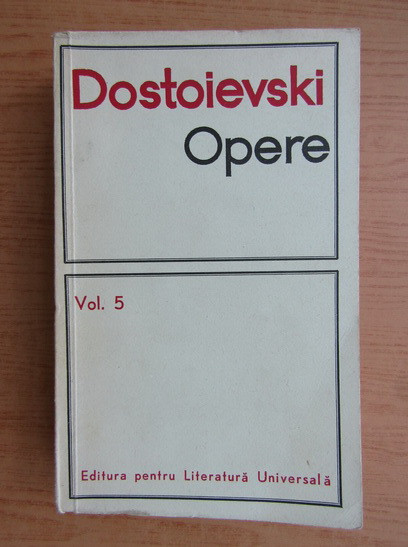 Dostoievski
Opere
Vol. 5
Editura pentru Literatură Universală